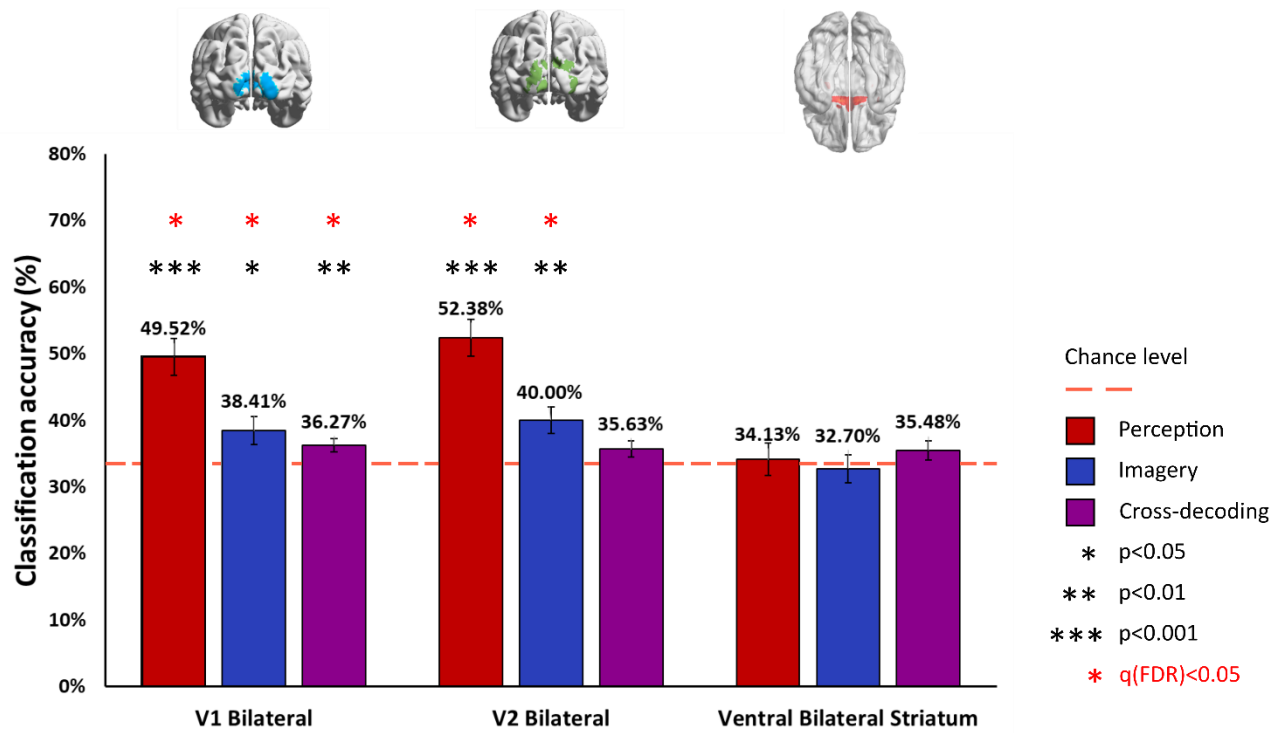 80%
70%
60%
50%
40%
30%
20%
10%
0%
Classification accuracy (%)
* * * * *
*** * ** *** **
49.52%
38.41%
36.27%
52.38%
40.00%
35.63%
34.13%
32.70%
35.48%
V1 Bilateral
V2 Bilateral
Ventral Bilateral Striatum
Chance level
Perception
Imagery
Cross-decoding
* p<0.05
** p<0.01
*** p<0.001
* q(FDR)<0.05